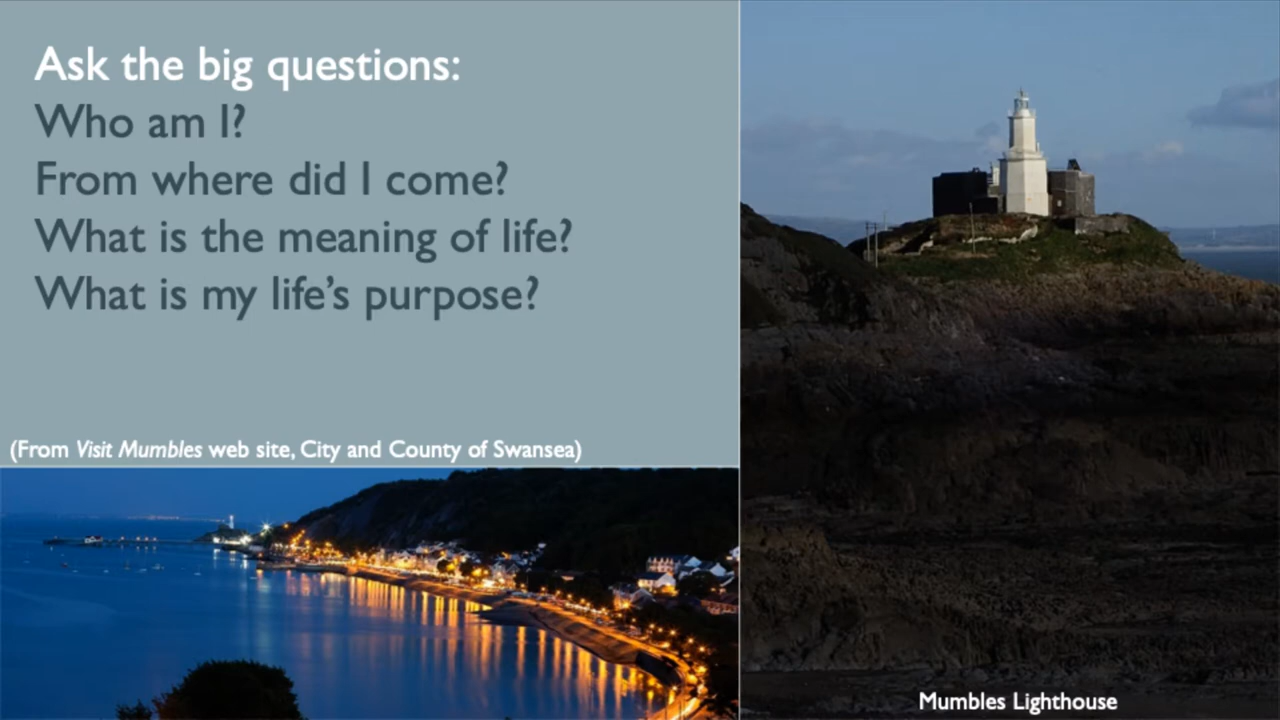 Ask the big questions:
Who am I?
From where did I come?
What is the meaning of life?
What is my life’s purpose?
(From Visit Mumbles web site, City and County of Swansea)
Mumbles Lighthouse